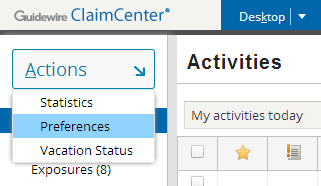 Guidewire ClaimCenter®
Desktop
Actions
Activities
Statistics
Preferences
Vacation Status
Exposures (8)
My activities today